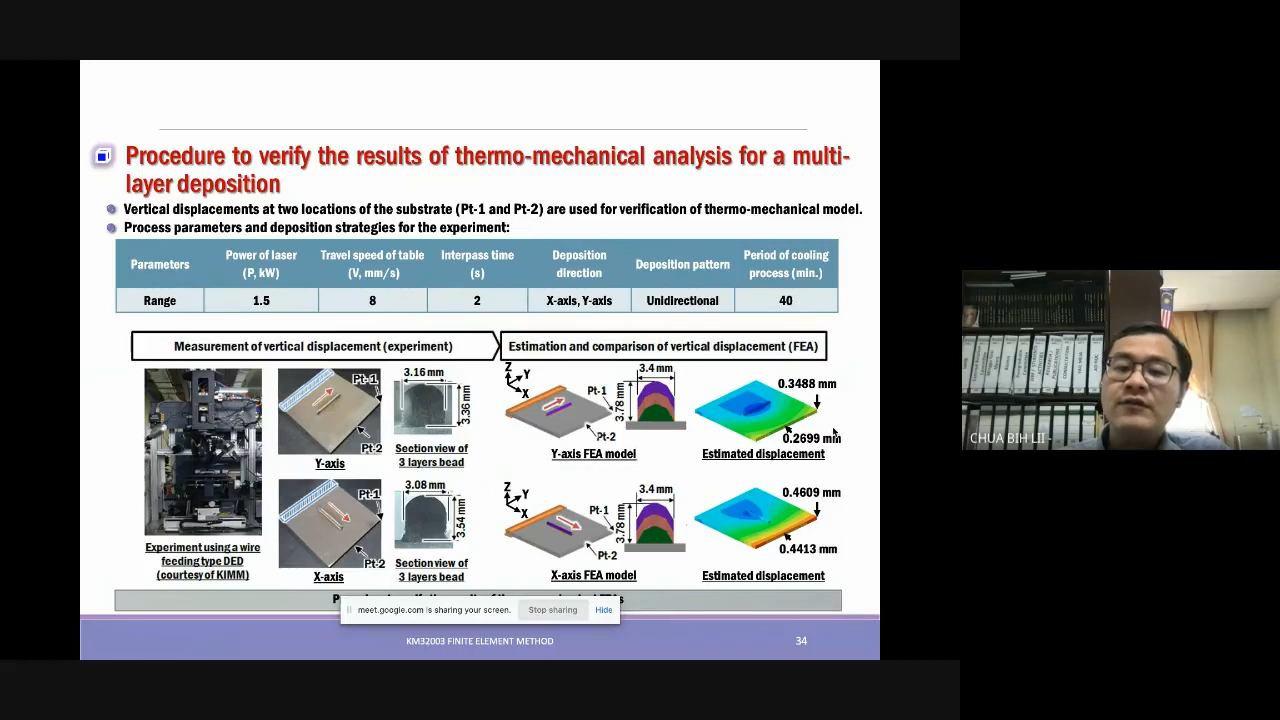 Procedure to verify the results of thermo-mechanical analysis for a multi-
layer deposition
Vertical displacements at two locations of the substrate (Pt-1 and Pt-2) are used for verification of thermo-mechanical model.
Process parameters and deposition strategies for the experiment:
Parameters
Power of laser
(P, kW)
Travel speed of table
(V, mm/s)
Interpass time
(s)
Deposition
direction
Deposition pattern
Period of cooling
process (min.)
Range
1.5
8
2
X-axis, Y-axis
Unidirectional
40
Measurement of vertical displacement (experiment)
Estimation and comparison of vertical displacement (FEA)
Pt-1
Pt-2
Y-axis
3.16 mm
3.36 mm
Section view of
3 layers bead
Z
Y
X
Pt-1
Pt-2
Y-axis FEA model
3.4 mm
3.78 mm
0.3488 mm
0.2699 mm
Estimated displacement
Experiment using a wire
feeding type DED
(courtesy of KIMM)
Pt-1
Pt-2
X-axis
3.08 mm
3.54 mm
Section view of
3 layers bead
Z
Y
X
Pt-1
Pt-2
X-axis FEA model
3.4 mm
3.78 mm
0.4609 mm
0.4413 mm
Estimated displacement
meet.google.com is sharing your screen.
Stop sharing
Hide
KM32003 FINITE ELEMENT METHOD
34
CHUA BIH LII -